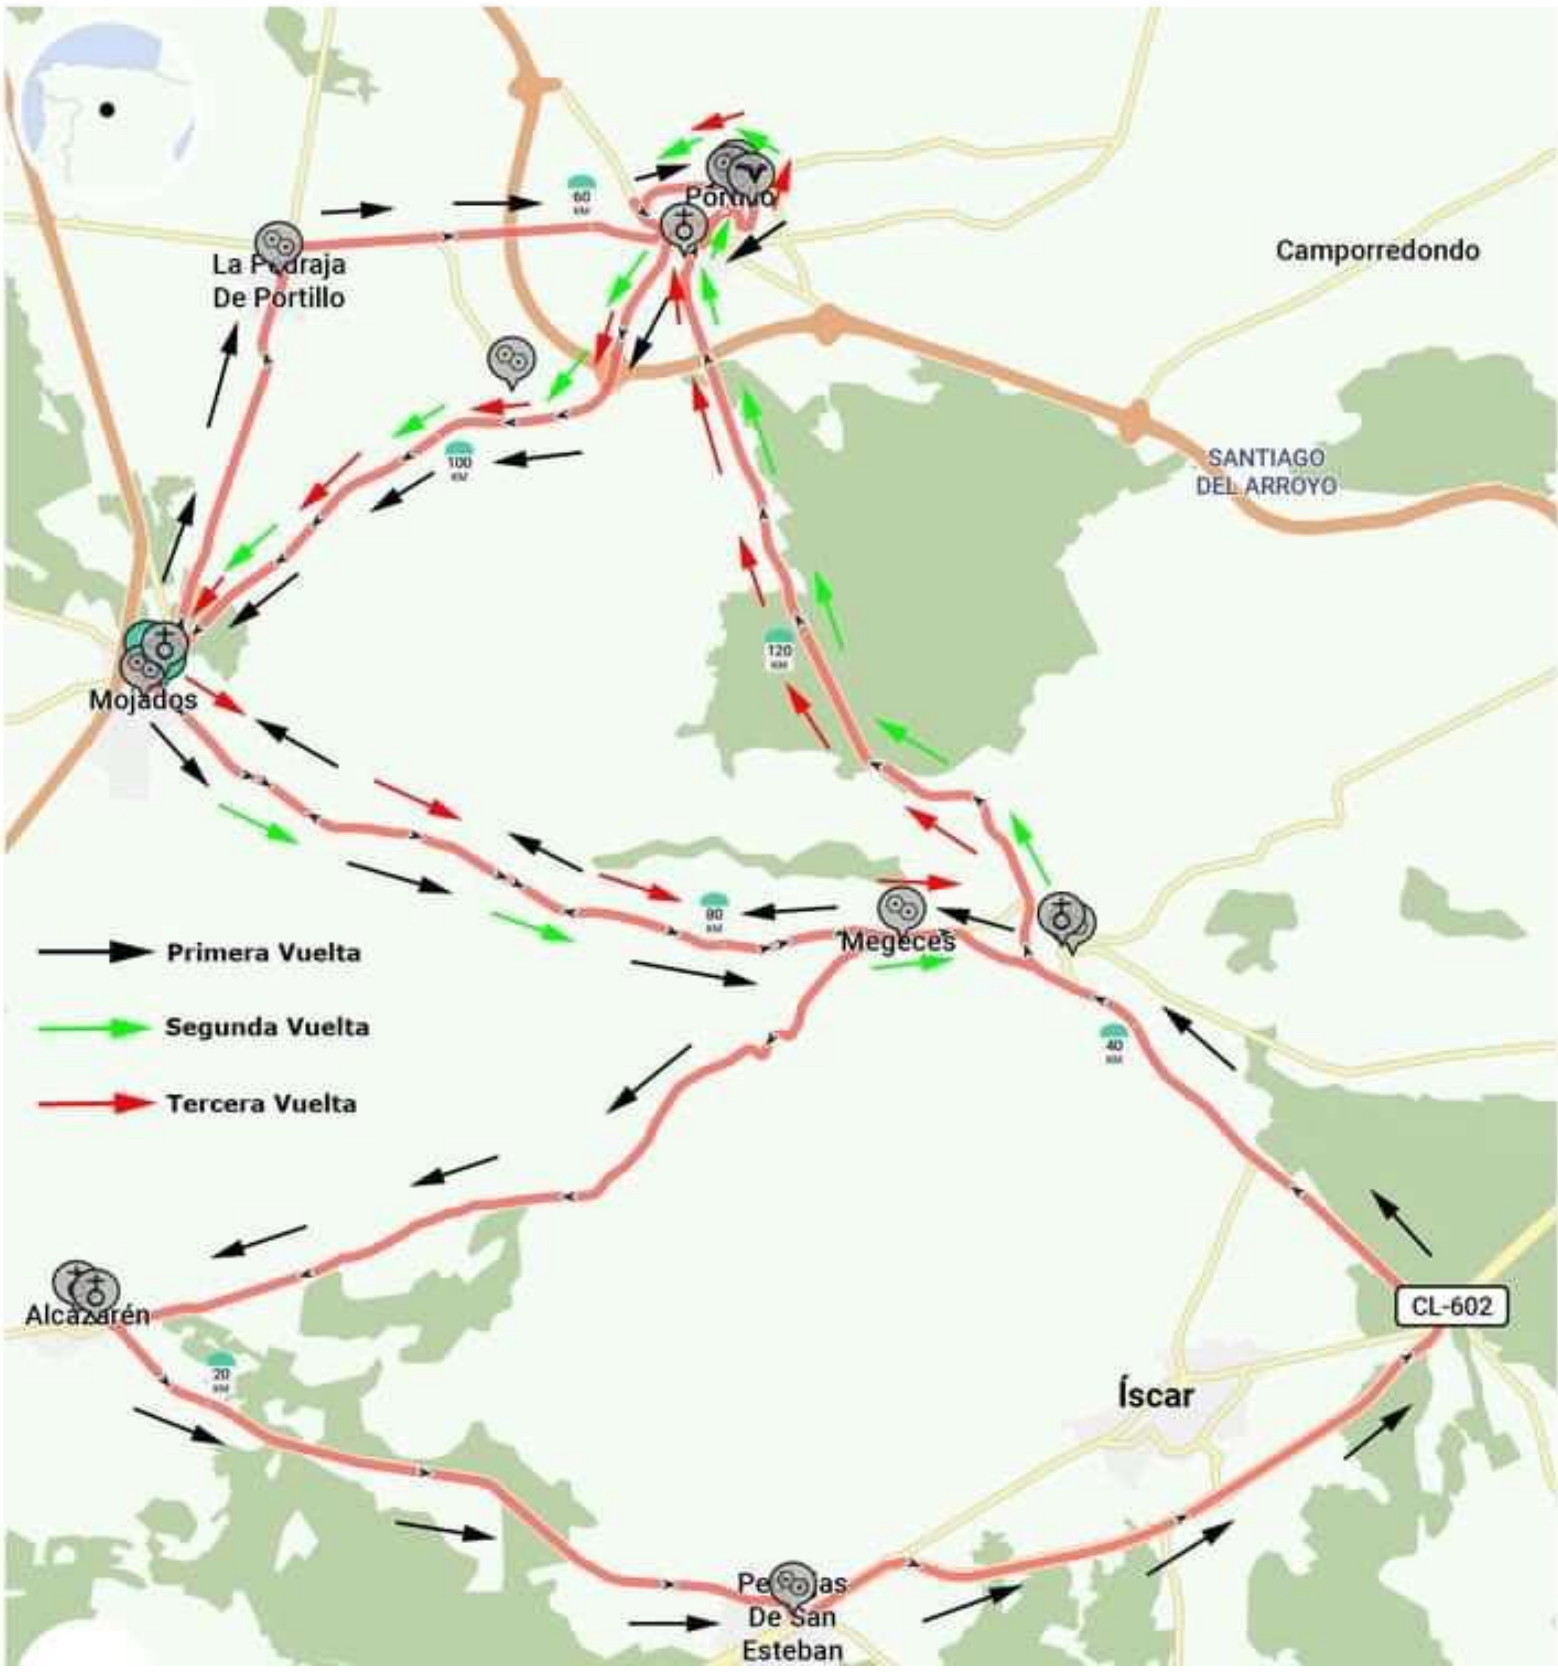 60
KM
Portillo
La Pedraja
De Portillo
Camporredondo
100
KM
SANTIAGO
DEL ARROYO
120
KM
Mojados
80
KM
Megeces
Primera Vuelta
Segunda Vuelta
40
KM
Tercera Vuelta
CL-602
Alcazarén
20
KM
Íscar
Pedrajas
De San
Esteban